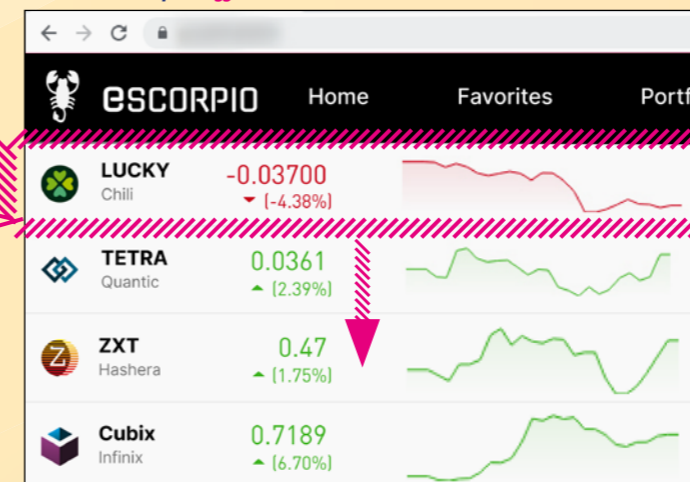 escorpio Home Favorites
LUCKY -0.03700
Chili (-4.38%)
TETRA 0.0361
Quantic (2.39%)
ZXT 0.47
Hashera (1.75%)
Cubix 0.7189
Infinix (6.70%)